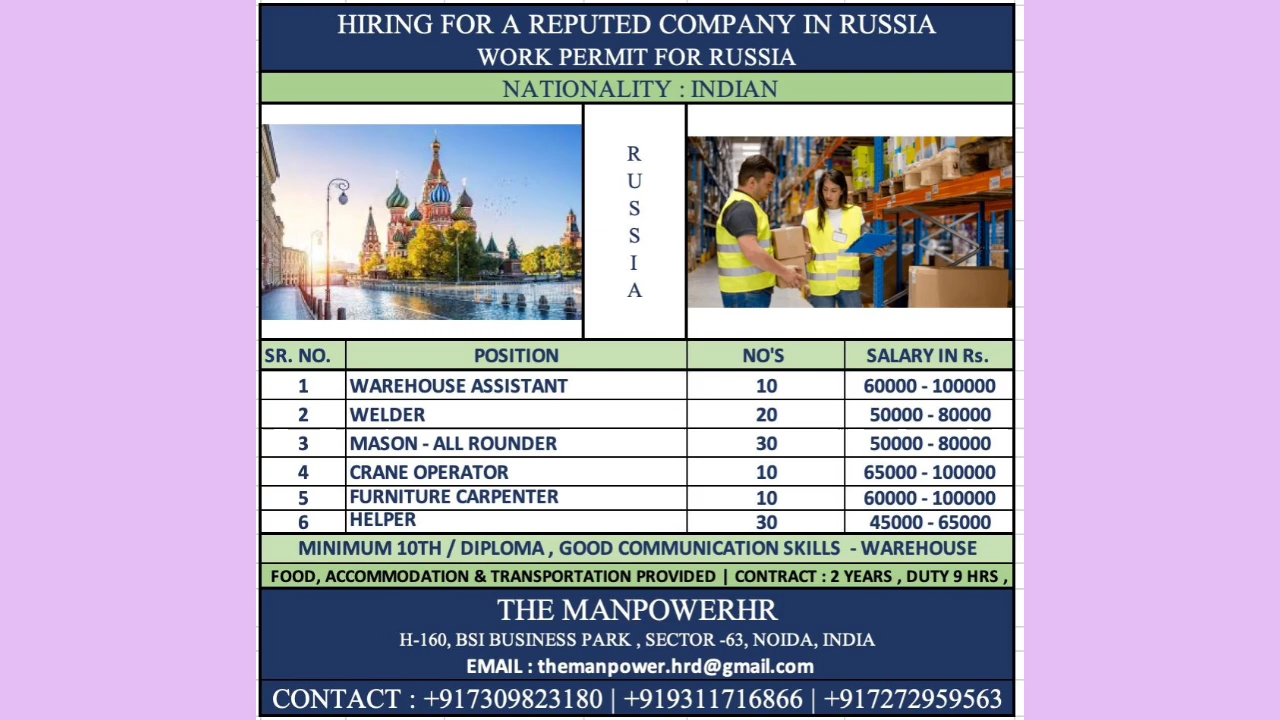 HIRING FOR A REPUTED COMPANY IN RUSSIA
WORK PERMIT FOR RUSSIA
NATIONALITY : INDIAN
R
U
S
S
I
A
SR. NO. POSITION NO'S SALARY IN Rs.
1 WAREHOUSE ASSISTANT 10 60000 - 100000
2 WELDER 20 50000 - 80000
3 MASON - ALL ROUNDER 30 50000 - 80000
4 CRANE OPERATOR 10 65000 - 100000
5 FURNITURE CARPENTER 10 60000 - 100000
6 HELPER 30 45000 - 65000
MINIMUM 10TH / DIPLOMA , GOOD COMMUNICATION SKILLS - WAREHOUSE
FOOD, ACCOMMODATION & TRANSPORTATION PROVIDED | CONTRACT : 2 YEARS , DUTY 9 HRS ,
THE MANPOWERHR
H-160, BSI BUSINESS PARK , SECTOR -63, NOIDA, INDIA
EMAIL : themanpower.hrd@gmail.com
CONTACT : +917309823180 | +919311716866 | +917272959563